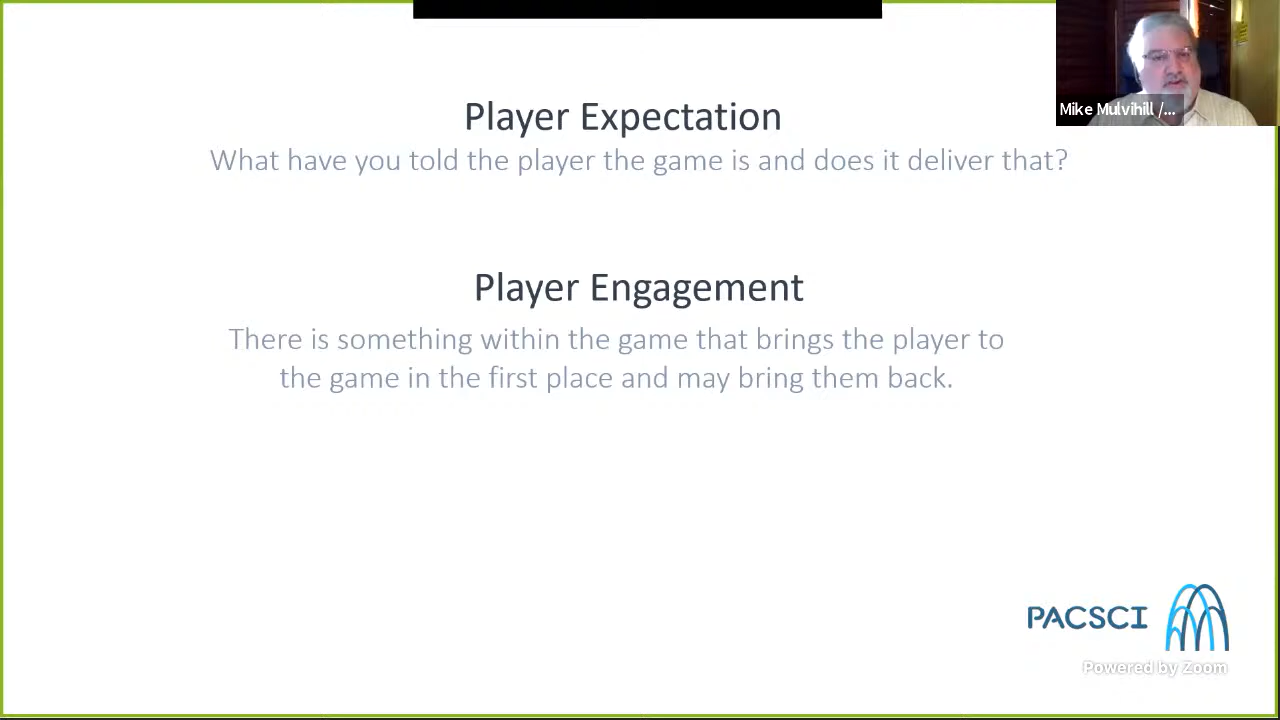 Player Expectation
What have you told the player the game is and does it deliver that?
Player Engagement
There is something within the game that brings the player to
the game in the first place and may bring them back.
Mike Mulvihill /...
PACSCI
Powered by Zoom